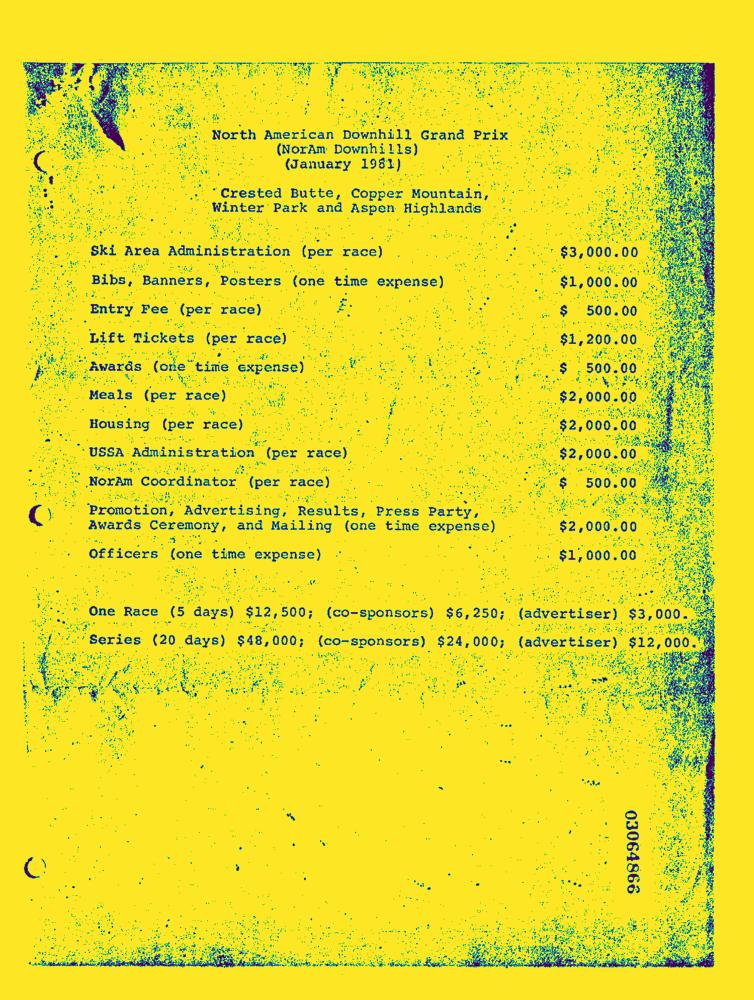 North American Downhill Grand Prix
(NorAm Downhills)
(January 1981)
Crested Butte, Copper Mountain,
Winter Park and Aspen Highlands
Ski Area Administration (per race) $3,000.00
Bibs, Banners, Posters (one time expense) $1,000.00
Entry Fee (per race) $ 500.00
Lift Tickets (per race) $1,200.00
Awards (one time expense) $ 500.00
Meals (per race) $2,000.00
Housing (per race) $2,000.00
USSA Administration (per race) $2,000.00
NorAm Coordinator (per race) $ 500.00
Promotion, Advertising, Results, Press Party,
Awards Ceremony, and Mailing (one time expense) $2,000.00
Officers (one time expense) $1,000.00
One Race (5 days) $12,500; (co-sponsors) $6,250; (advertiser) $3,000.
Series (20 days) $48,000; (co-sponsors) $24,000; (advertiser) $12,000.
03064866